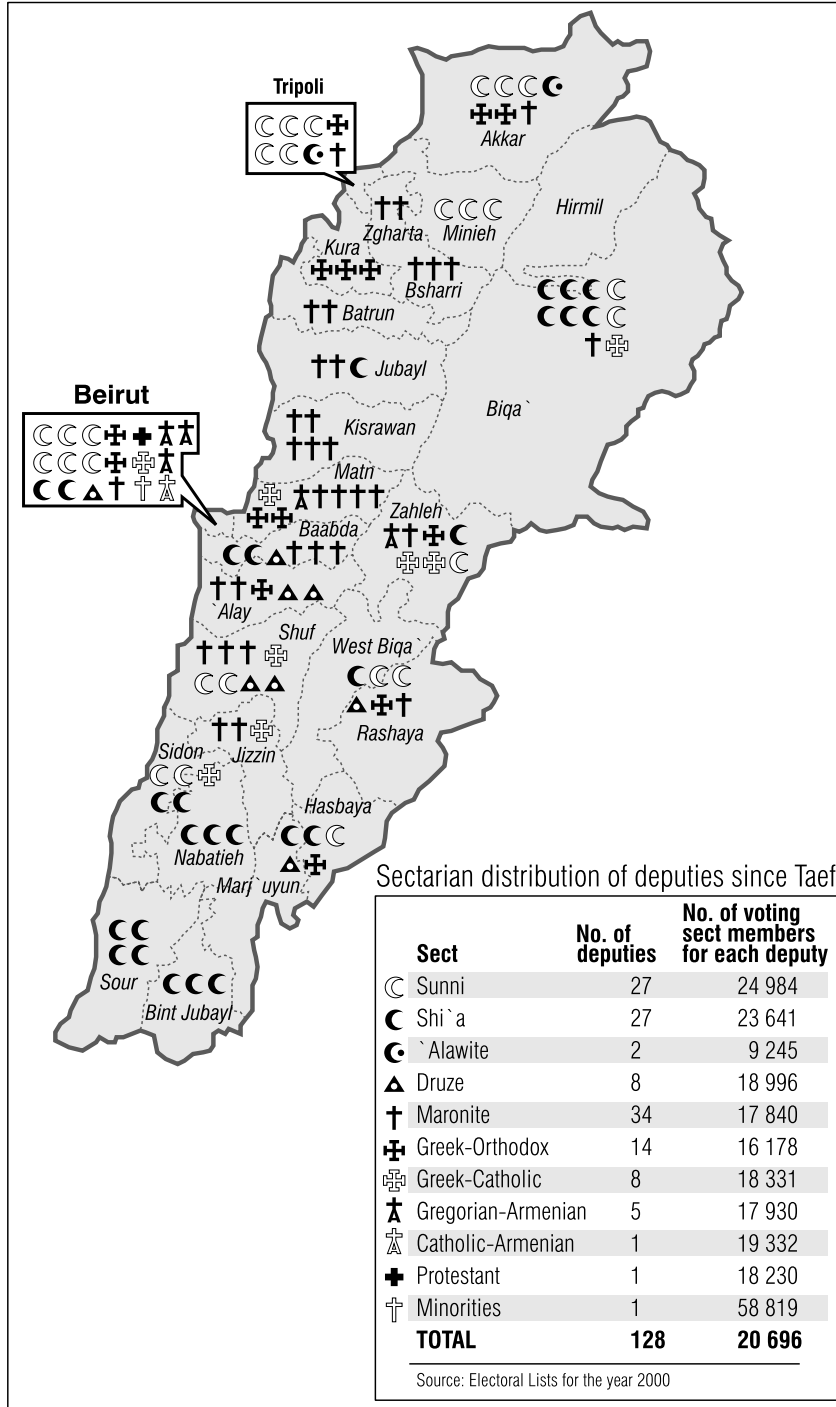 Tripoli
Akkar
Hirmil
Zgharta
Minieh
Kura
Bsharri
Batrun
Jubayl
Biqa`
Beirut
Kisrawan
Matn
Zahleh
Baabda
`Alay
Shuf
West Biqa`
Rashaya
Sidon
Jizzin
Hasbaya
Nabatieh
Marj`uyun
Sour
Bint Jubayl
Sectarian distribution of deputies since Taef
Sect No. of deputies No. of voting sect members for each deputy
Sunni 27 24 984
Shi`a 27 23 641
`Alawite 2 9 245
Druze 8 18 996
Maronite 34 17 840
Greek-Orthodox 14 16 178
Greek-Catholic 8 18 331
Gregorian-Armenian 5 17 930
Catholic-Armenian 1 19 332
Protestant 1 18 230
Minorities 1 58 819
TOTAL 128 20 696
Source: Electoral Lists for the year 2000